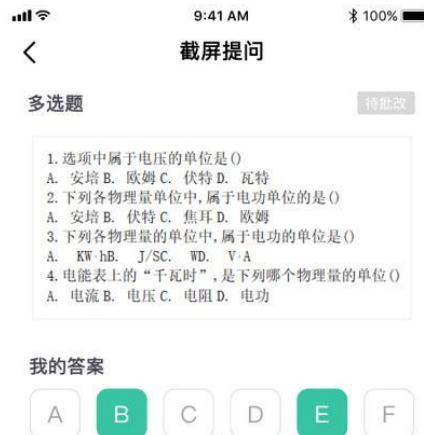 9:41 AM
100%
截屏提问
多选题
待批改
1. 选项中属于电压的单位是()
A. 安培 B. 欧姆 C. 伏特 D. 瓦特
2. 下列各物理量单位中,属于电功单位的是()
A. 安培 B. 伏特 C. 焦耳 D. 欧姆
3. 下列各物理量的单位中,属于电功的单位是()
A. KW·hB. J/SC. WD. V·A
4. 电能表上的“千瓦时”,是下列哪个物理量的单位()
A. 电流 B. 电压 C. 电阻 D. 电功
我的答案
A B C D E F